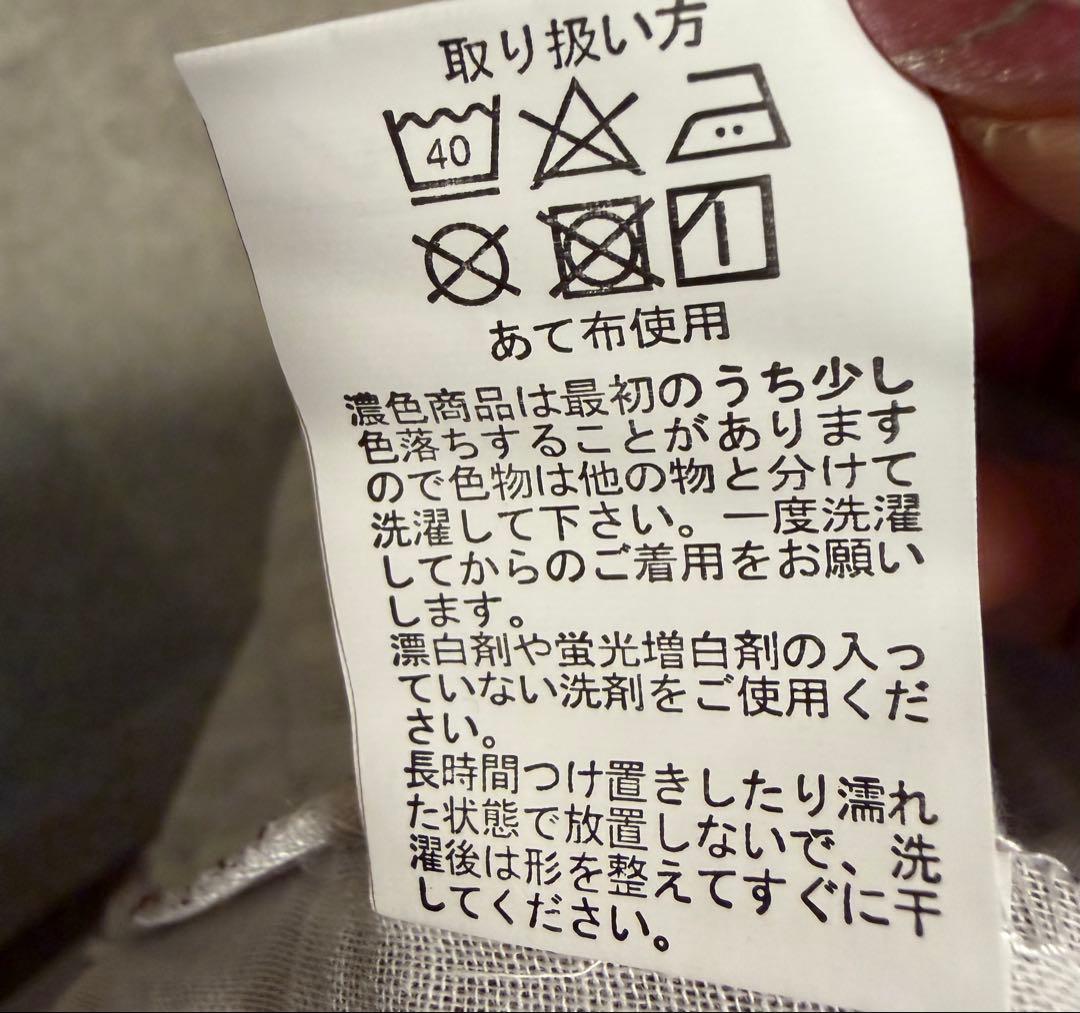 取り扱い方
40
あて布使用
濃色商品は最初のうち少し
色落ちすることがあります
ので色物は他の物と分けて
洗濯して下さい。一度洗濯
してからのご着用をお願い
します。
漂白剤や蛍光増白剤の入っ
ていない洗剤をご使用くだ
さい。
長時間つけ置きしたり濡れ
た状態で放置しないで、洗
濯後は形を整えてすぐに干
してください。